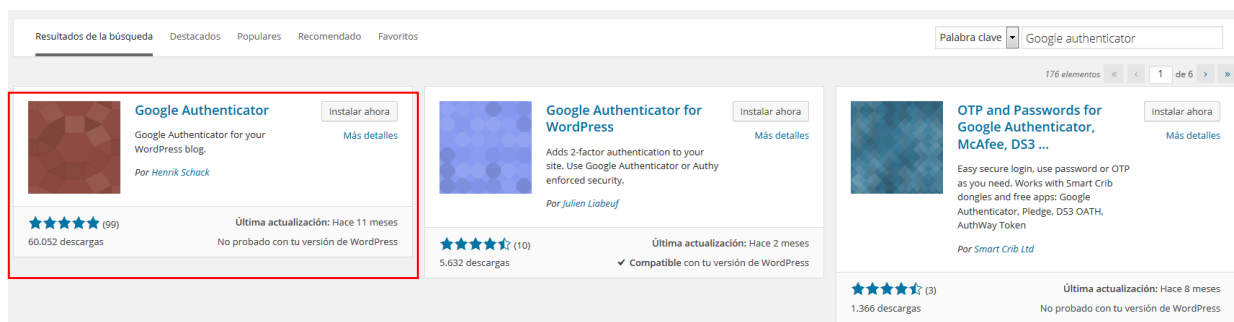 Resultados de la búsqueda Destacados Populares Recomendado Favoritos
Palabra clave Google authenticator
176 elementos « ‹ 1 de 6 › »
Google Authenticator
Instalar ahora
Más detalles
Google Authenticator for your
WordPress blog.
Por Henrik Schack
(99)
60.052 descargas
Última actualización: Hace 11 meses
No probado con tu versión de WordPress
Google Authenticator for
WordPress
Instalar ahora
Más detalles
Adds 2-factor authentication to your
site. Use Google Authenticator or Authy
enforced security.
Por Julien Liabeuf
(10)
5.632 descargas
Última actualización: Hace 2 meses
✔ Compatible con tu versión de WordPress
OTP and Passwords for
Google Authenticator,
McAfee, DS3 ...
Instalar ahora
Más detalles
Easy secure login, use password or OTP
as you need. Works with Smart Crib
dongles and free apps: Google
Authenticator, Pledge, DS3 OATH,
AuthWay Token
Por Smart Crib Ltd
(3)
1.366 descargas
Última actualización: Hace 8 meses
No probado con tu versión de WordPress